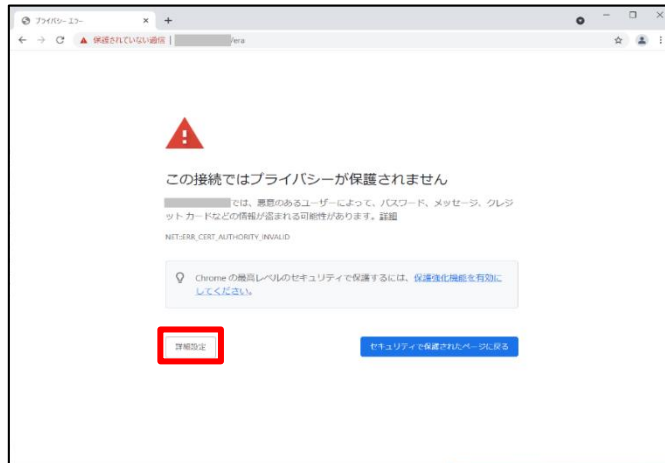 プライバシー エラー
保護されていない通信 | /era
この接続ではプライバシーが保護されません
では、悪意のあるユーザーによって、パスワード、メッセージ、クレジ
ット カードなどの情報が盗まれる可能性があります。詳細
NET::ERR_CERT_AUTHORITY_INVALID
Chrome の最高レベルのセキュリティで保護するには、保護強化機能を有効に
してください。
詳細設定
セキュリティで保護されたページに戻る